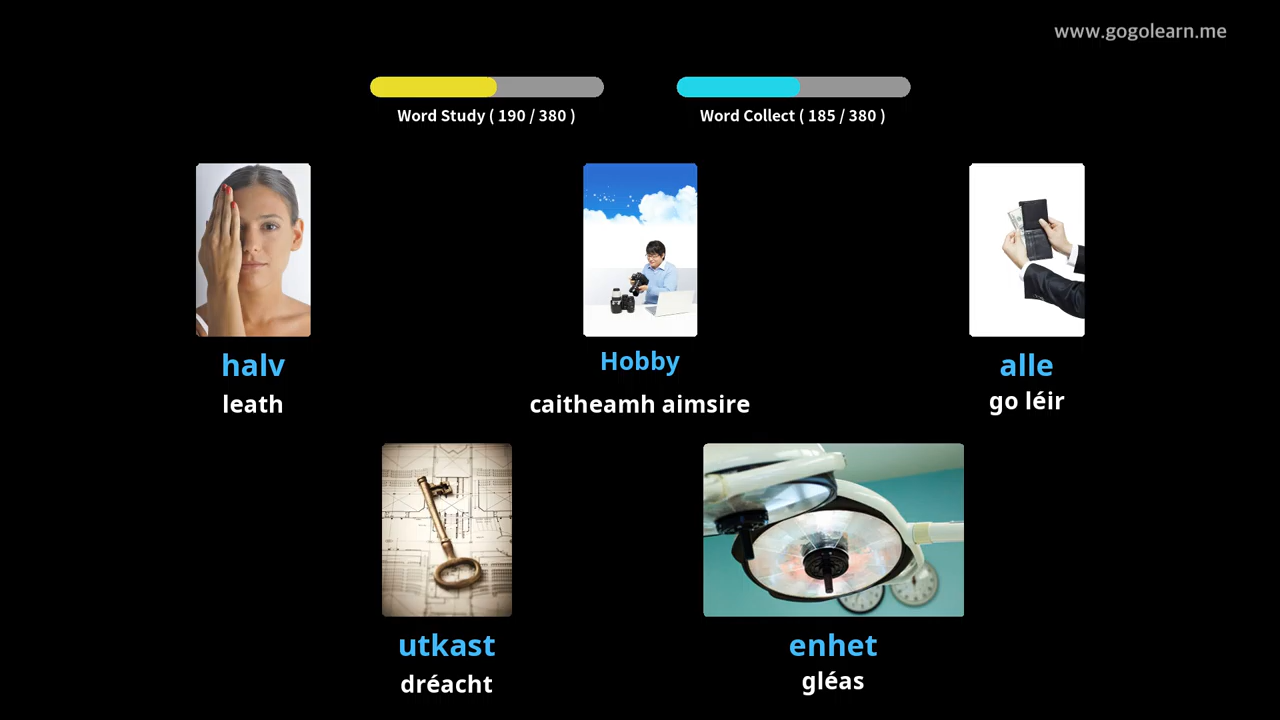 www.gogolearn.me
Word Study ( 190 / 380 )
Word Collect ( 185 / 380 )
halv
leath
Hobby
caitheamh aimsire
alle
go léir
utkast
dréacht
enhet
gléas